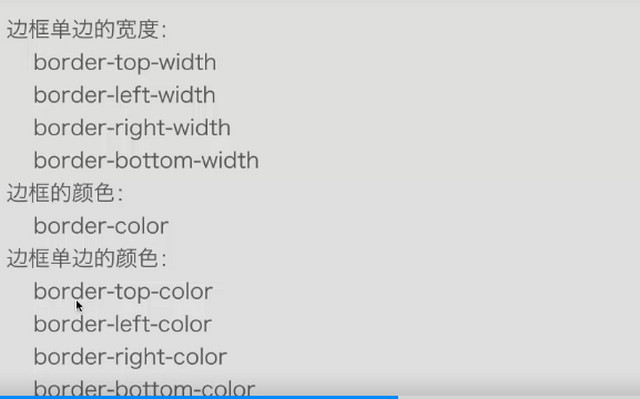 边框单边的宽度：
border-top-width
border-left-width
border-right-width
border-bottom-width
边框的颜色：
border-color
边框单边的颜色：
border-top-color
border-left-color
border-right-color
border-bottom-color